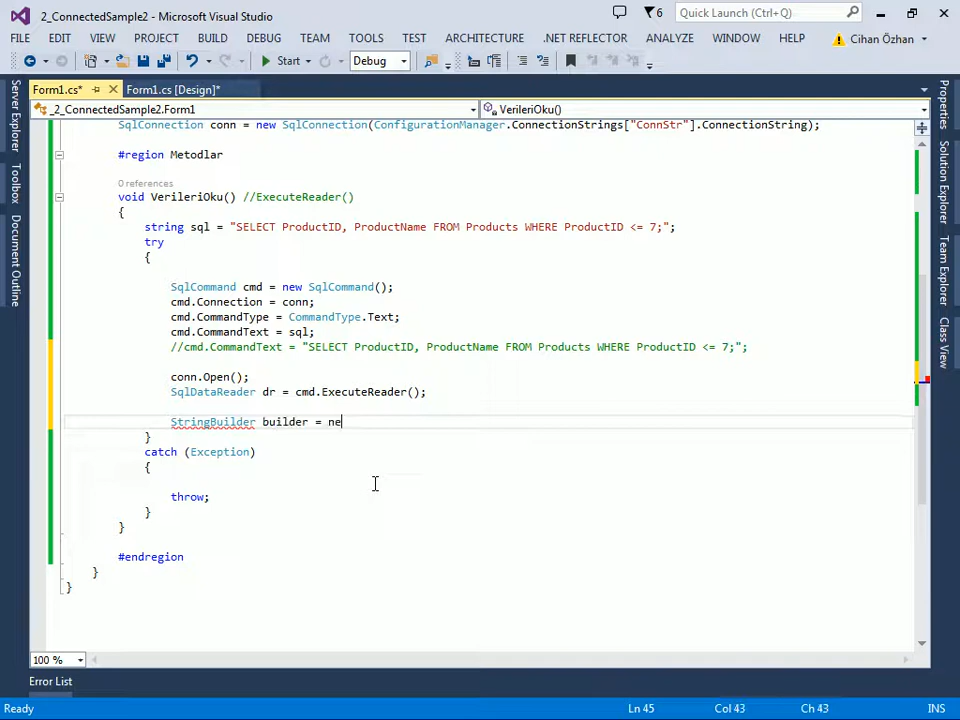 2_ConnectedSample2 - Microsoft Visual Studio
6
Quick Launch (Ctrl+Q)
FILE EDIT VIEW PROJECT BUILD DEBUG TEAM TOOLS TEST ARCHITECTURE .NET REFLECTOR ANALYZE WINDOW HELP
Cihan Özhan
Start
Debug
Form1.cs*
Form1.cs [Design]*
_2_ConnectedSample2.Form1
VerileriOku()
Server Explorer
Toolbox
Document Outline
SqlConnection conn = new SqlConnection(ConfigurationManager.ConnectionStrings["ConnStr"].ConnectionString);
#region Metodlar
0 references
void VerileriOku() //ExecuteReader()
{
string sql = "SELECT ProductID, ProductName FROM Products WHERE ProductID <= 7;";
try
{
SqlCommand cmd = new SqlCommand();
cmd.Connection = conn;
cmd.CommandType = CommandType.Text;
cmd.CommandText = sql;
//cmd.CommandText = "SELECT ProductID, ProductName FROM Products WHERE ProductID <= 7;";
conn.Open();
SqlDataReader dr = cmd.ExecuteReader();
StringBuilder builder = ne
}
catch (Exception)
{
throw;
}
}
#endregion
}
}
Properties
Solution Explorer
Team Explorer
Class View
100 %
Error List
Ready
Ln 45
Col 43
Ch 43
INS